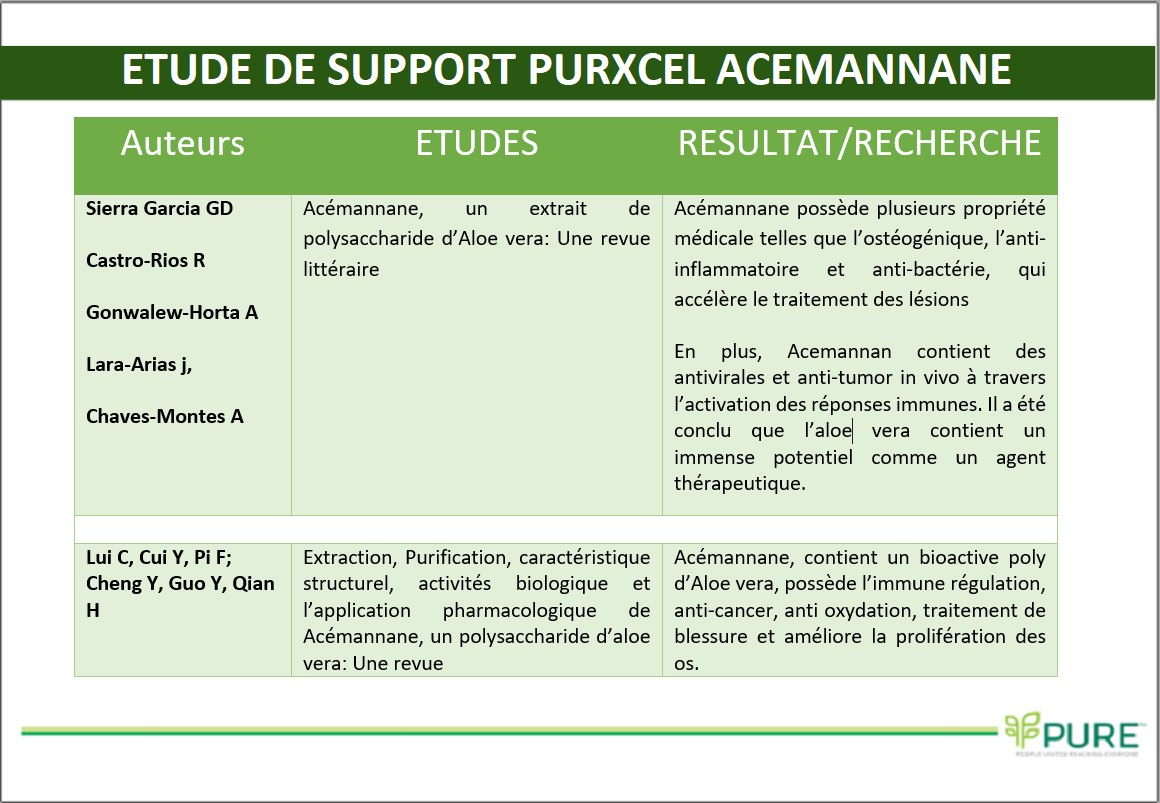 ETUDE DE SUPPORT PURXCEL ACEMANNANE
Auteurs
ETUDES
RESULTAT/RECHERCHE
Sierra Garcia GD
Castro-Rios R
Gonwalew-Horta A
Lara-Arias j,
Chaves-Montes A
Acémannane, un extrait de
polysaccharide d’Aloe vera: Une revue
littéraire
Acémannane possède plusieurs propriété
médicale telles que l’ostéogénique, l’anti-
inflammatoire et anti-bactérie, qui
accélère le traitement des lésions
En plus, Acemannan contient des
antivirales et anti-tumor in vivo à travers
l’activation des réponses immunes. Il a été
conclu que l’aloe vera contient un
immense potentiel comme un agent
thérapeutique.
Lui C, Cui Y, Pi F;
Cheng Y, Guo Y, Qian
H
Extraction, Purification, caractéristique
structurel, activités biologique et
l’application pharmacologique de
Acémannane, un polysaccharide d’aloe
vera: Une revue
Acémannane, contient un bioactive poly
d’Aloe vera, possède l’immune régulation,
anti-cancer, anti oxydation, traitement de
blessure et améliore la prolifération des
os.
PURE
PEOPLE UNITED REACHING EVERYONE